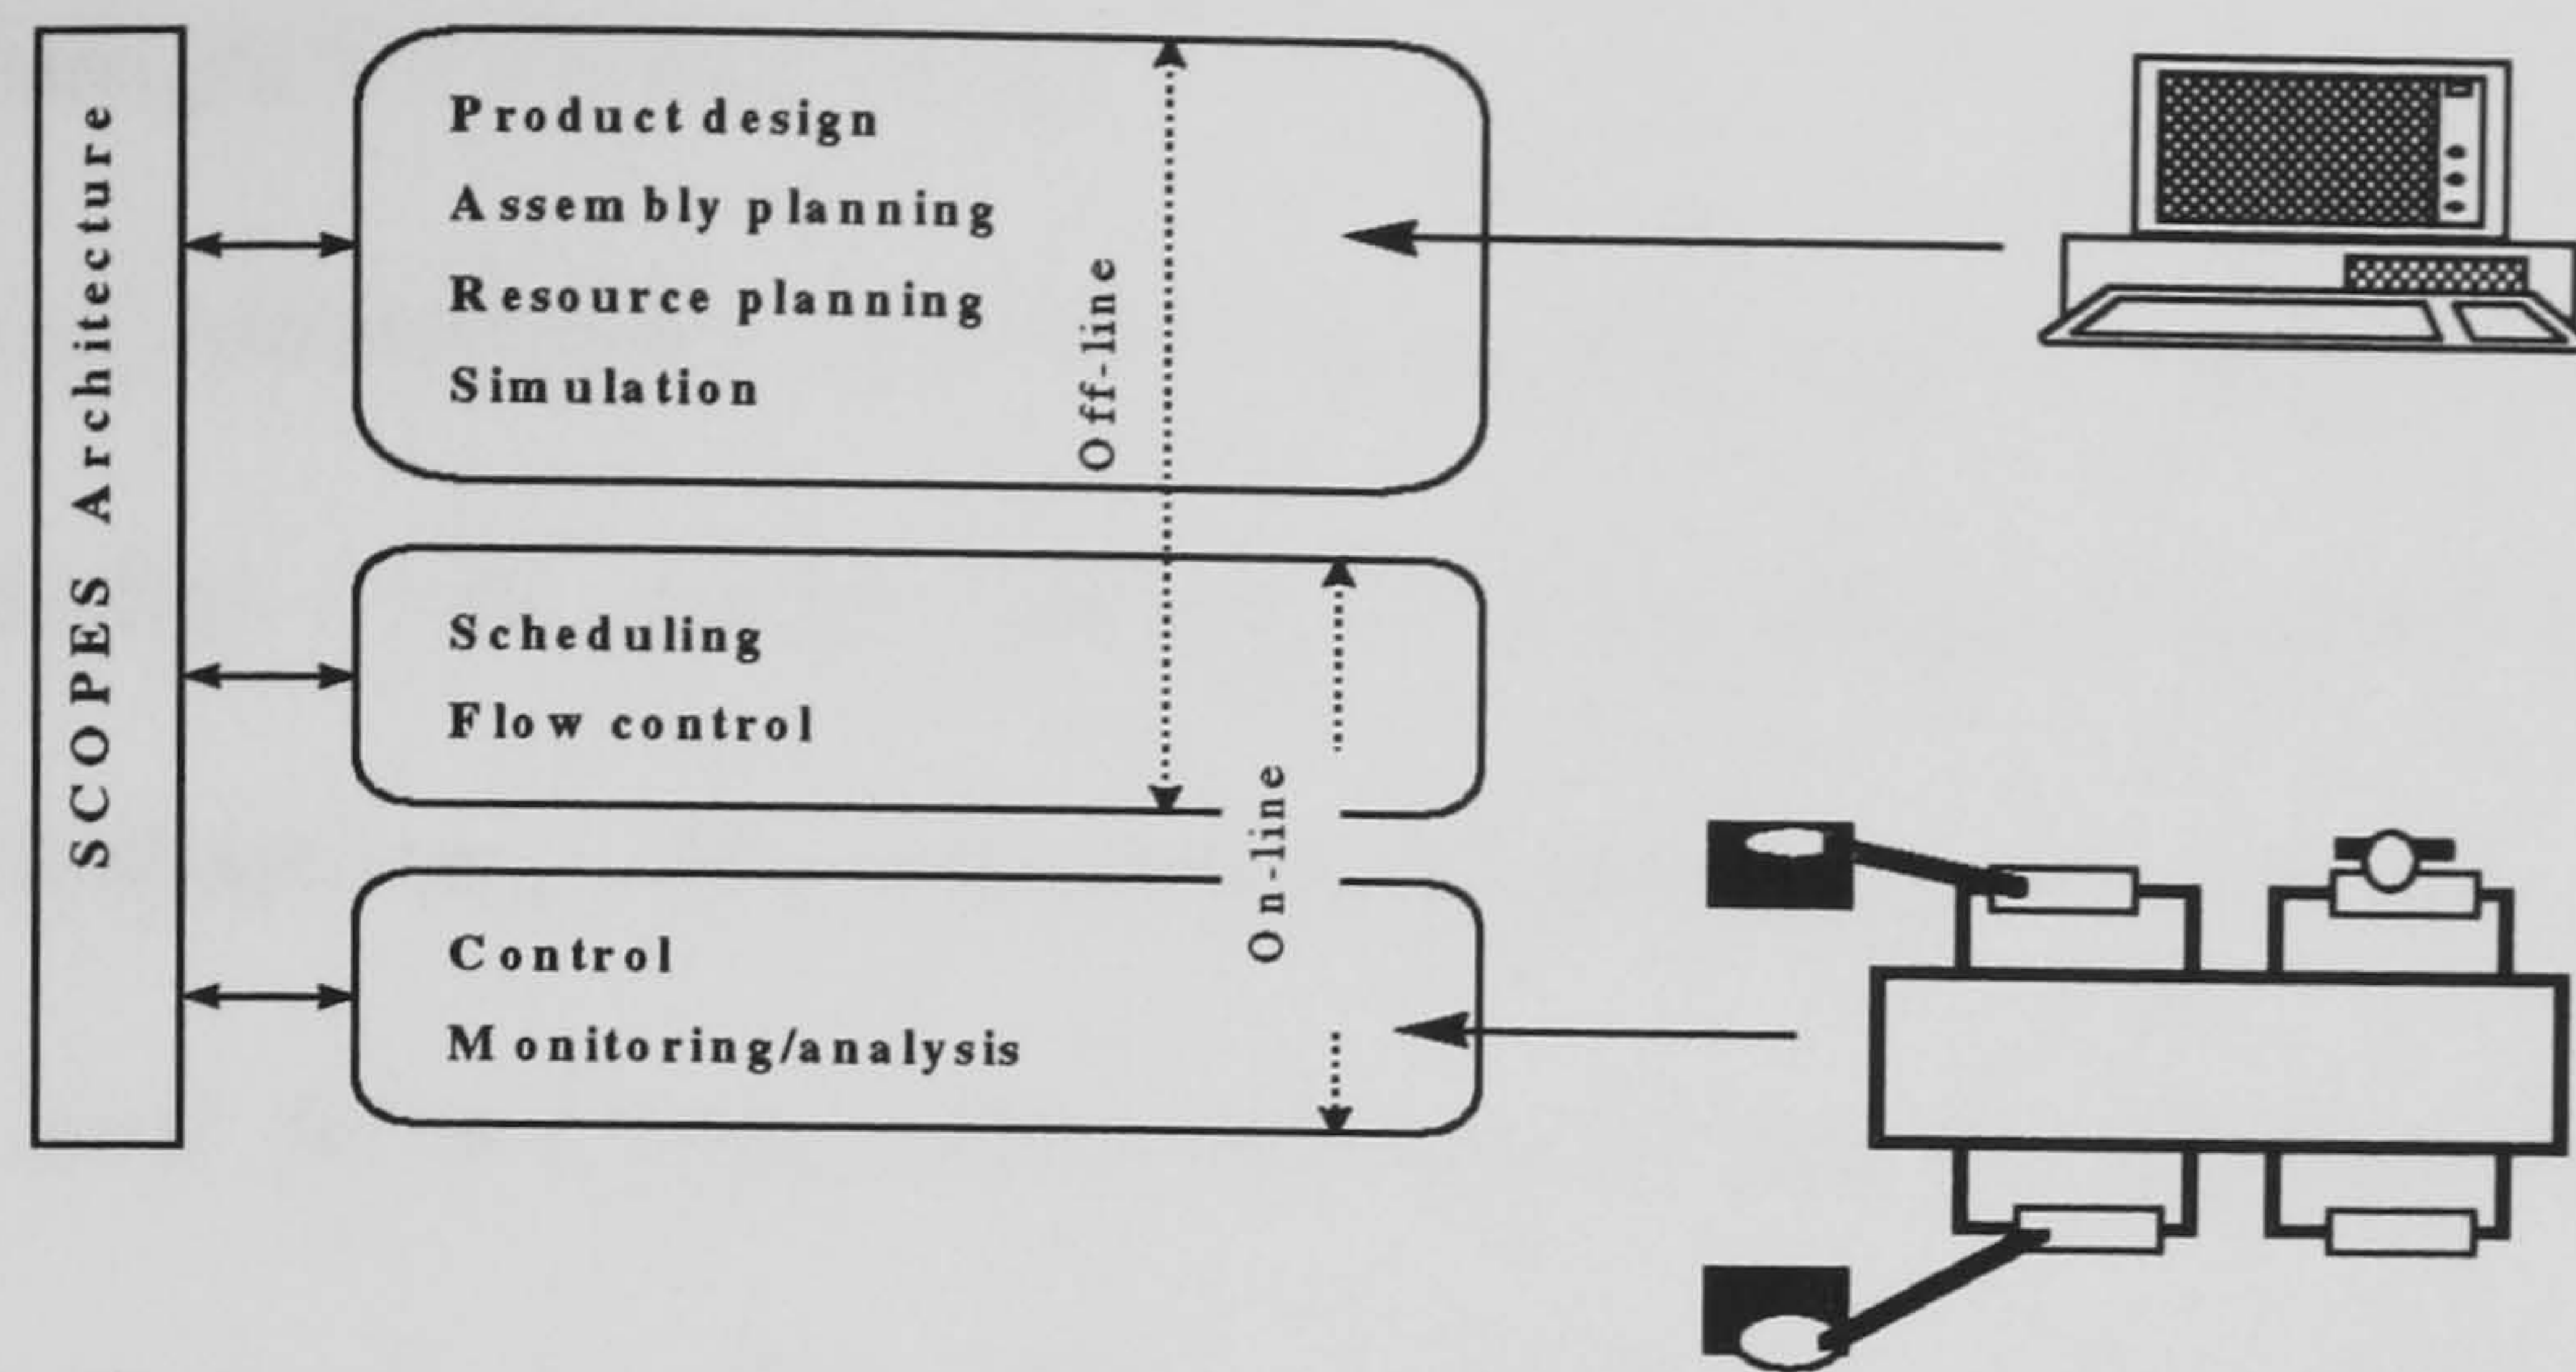 SCOPES Architecture
Product design
Assembly planning
Resource planning
Simulation
Off-line
Scheduling
Flow control
On-line
Control
Monitoring/analysis